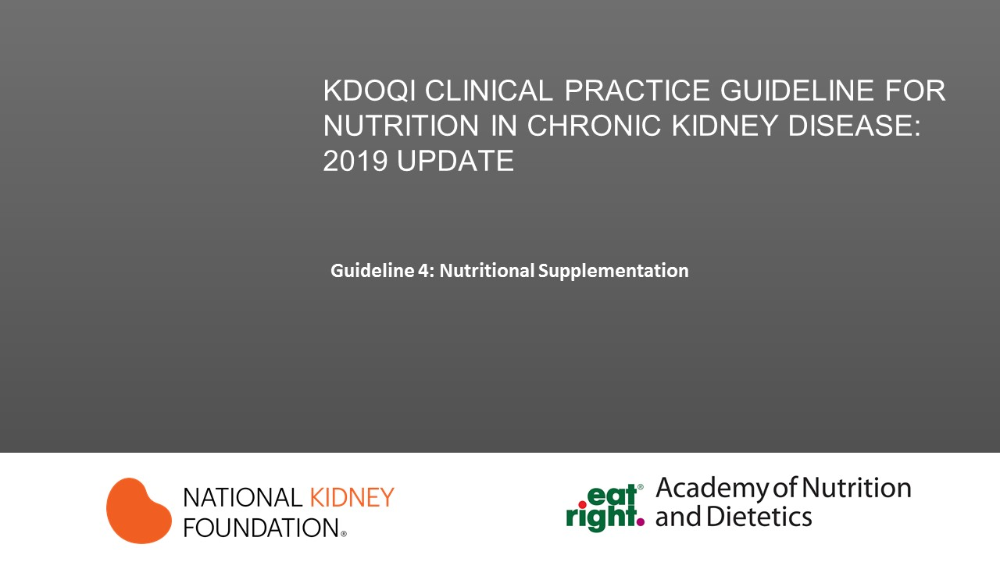 KDOQI CLINICAL PRACTICE GUIDELINE FOR
NUTRITION IN CHRONIC KIDNEY DISEASE:
2019 UPDATE
Guideline 4: Nutritional Supplementation
NATIONAL KIDNEY
FOUNDATION®
eat®
right.
Academy of Nutrition
and Dietetics